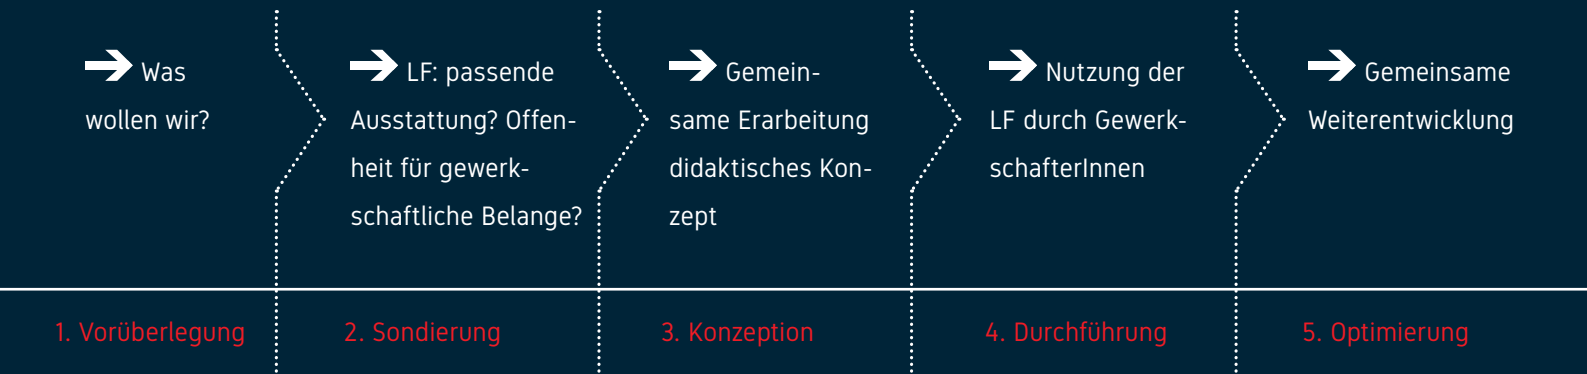 Was
wollen wir?
LF: passende
Ausstattung? Offen-
heit für gewerk-
schaftliche Belange?
Gemein-
same Erarbeitung
didaktisches Kon-
zept
Nutzung der
LF durch Gewerk-
schafterInnen
Gemeinsame
Weiterentwicklung
1. Vorüberlegung
2. Sondierung
3. Konzeption
4. Durchführung
5. Optimierung